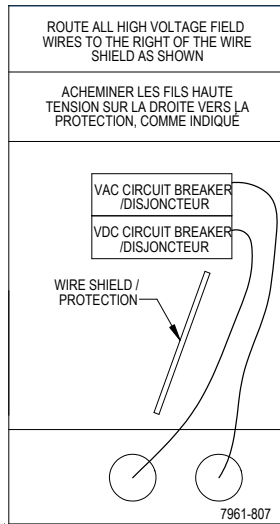 ROUTE ALL HIGH VOLTAGE FIELD
WIRES TO THE RIGHT OF THE WIRE
SHIELD AS SHOWN
ACHEMINER LES FILS HAUTE
TENSION SUR LA DROITE VERS LA
PROTECTION, COMME INDIQUÉ
VAC CIRCUIT BREAKER
/DISJONCTEUR
VDC CIRCUIT BREAKER
/DISJONCTEUR
WIRE SHIELD /
PROTECTION
7961-807